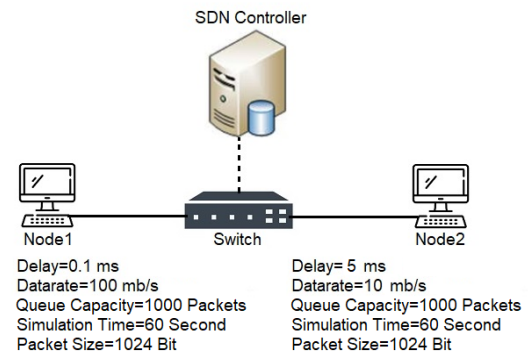 SDN Controller
Node1
Switch
Node2
Delay=0.1 ms
Datarate=100 mb/s
Queue Capacity=1000 Packets
Simulation Time=60 Second
Packet Size=1024 Bit
Delay= 5 ms
Datarate=10 mb/s
Queue Capacity=1000 Packets
Simulation Time=60 Second
Packet Size=1024 Bit